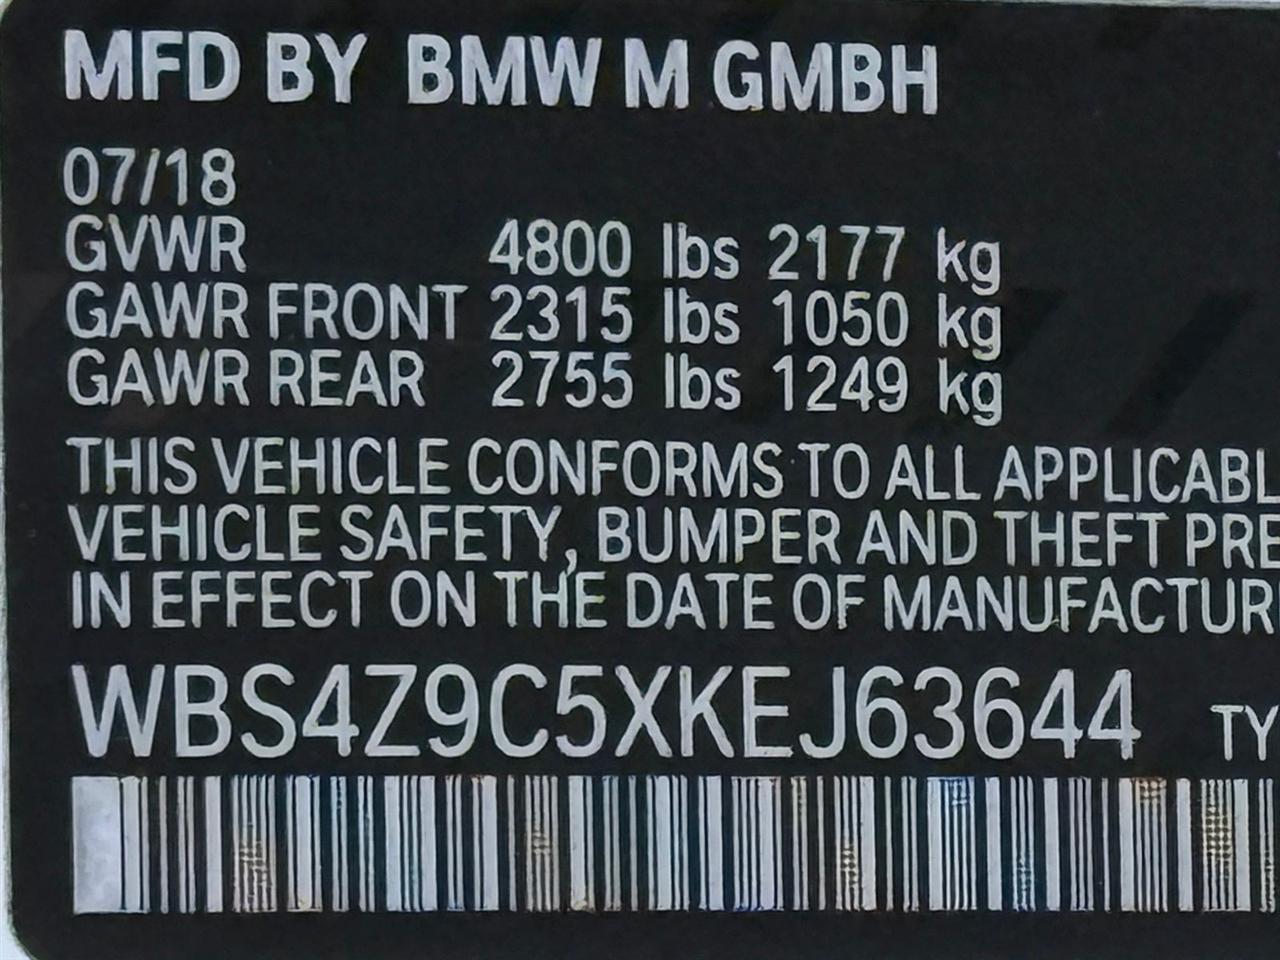 MFD BY BMW M GMBH
07/18
GVWR 4800 lbs 2177 kg
GAWR FRONT 2315 lbs 1050 kg
GAWR REAR 2755 lbs 1249 kg
THIS VEHICLE CONFORMS TO ALL APPLICABL
VEHICLE SAFETY, BUMPER AND THEFT PRE
IN EFFECT ON THE DATE OF MANUFACTUR
WBS4Z9C5XKEJ63644 TY